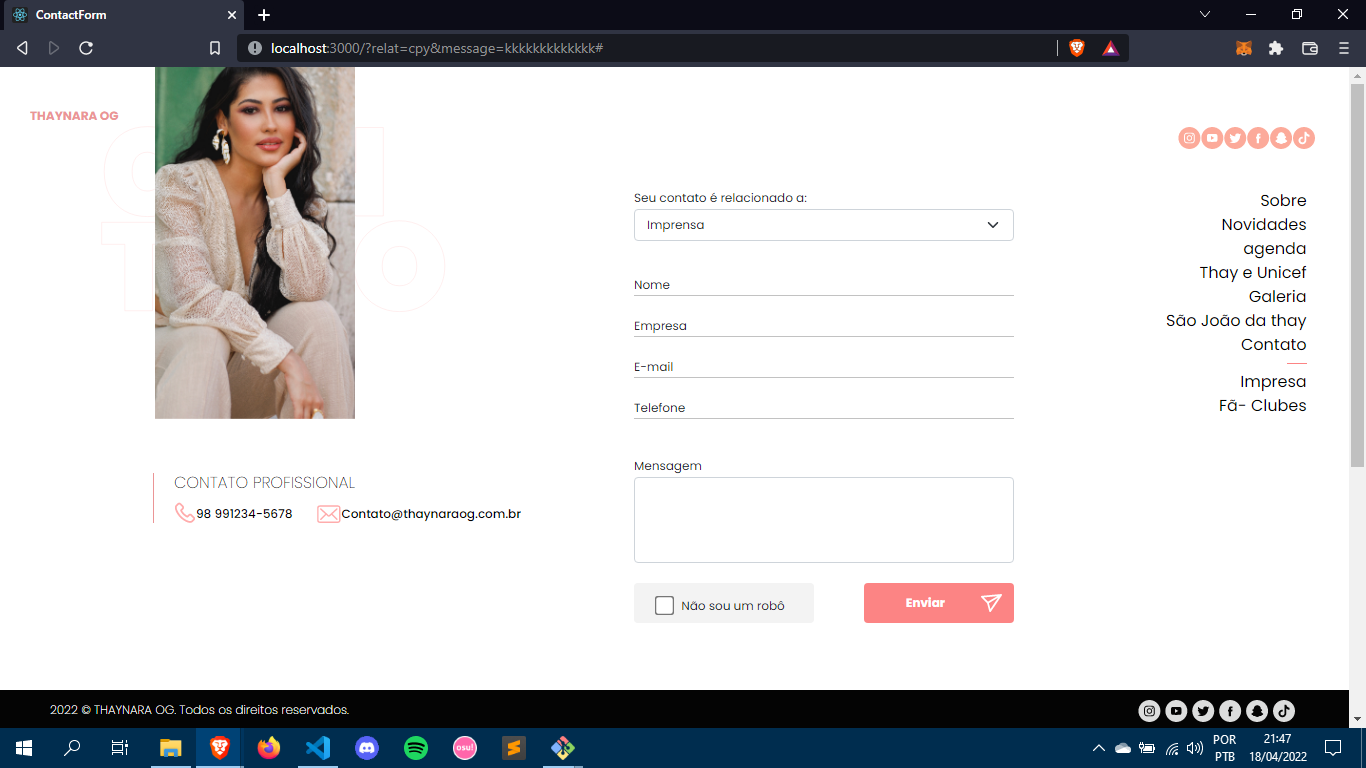 ContactForm
localhost:3000/?relat=cpy&message=kkkkkkkkkkkkk#
THAYNARA OG
Seu contato é relacionado a:
Imprensa
Nome
Empresa
E-mail
Telefone
Mensagem
Não sou um robô
Enviar
Sobre
Novidades
agenda
Thay e Unicef
Galeria
São João da thay
Contato
Impresa
Fã- Clubes
CONTATO PROFISSIONAL
98 991234-5678
Contato@thaynaraog.com.br
2022 © THAYNARA OG. Todos os direitos reservados.
osu!
POR
PTB
21:47
18/04/2022